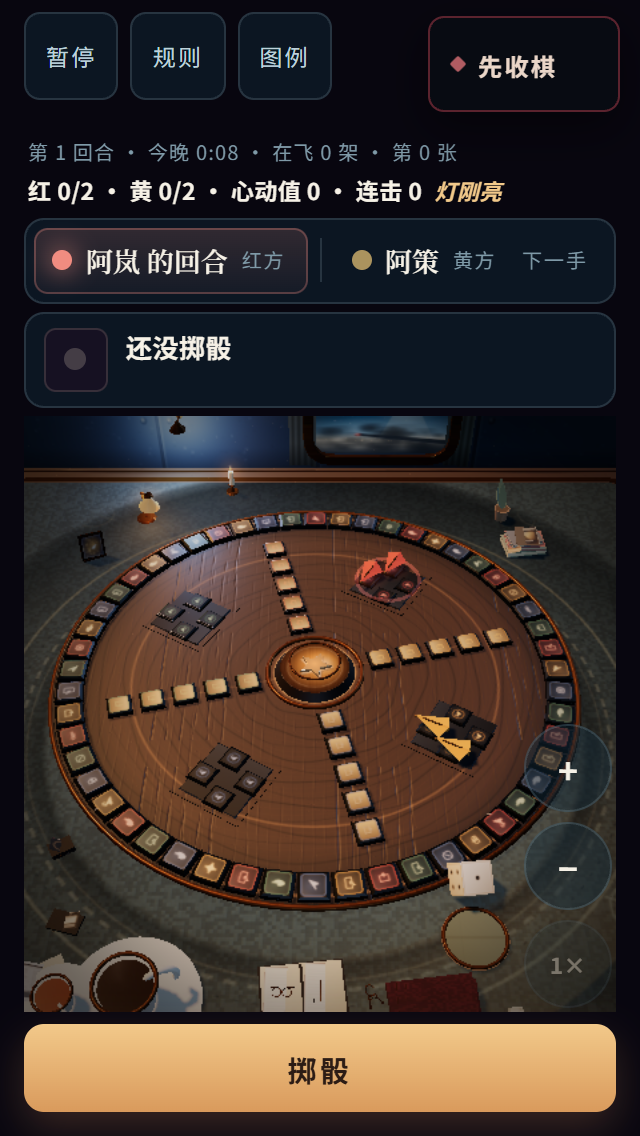 暂停 规则 图例
先收棋
第 1 回合 · 今晚 0:08 · 在飞 0 架 · 第 0 张
红 0/2 · 黄 0/2 · 心动值 0 · 连击 0 灯刚亮
阿岚 的回合 红方 阿策 黄方 下一手
还没掷骰
+
−
1×
掷骰